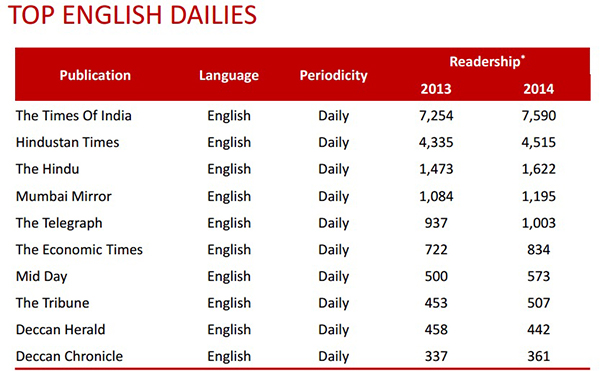 TOP ENGLISH DAILIES
Publication Language Periodicity Readership*
2013 2014
The Times Of India English Daily 7,254 7,590
Hindustan Times English Daily 4,335 4,515
The Hindu English Daily 1,473 1,622
Mumbai Mirror English Daily 1,084 1,195
The Telegraph English Daily 937 1,003
The Economic Times English Daily 722 834
Mid Day English Daily 500 573
The Tribune English Daily 453 507
Deccan Herald English Daily 458 442
Deccan Chronicle English Daily 337 361